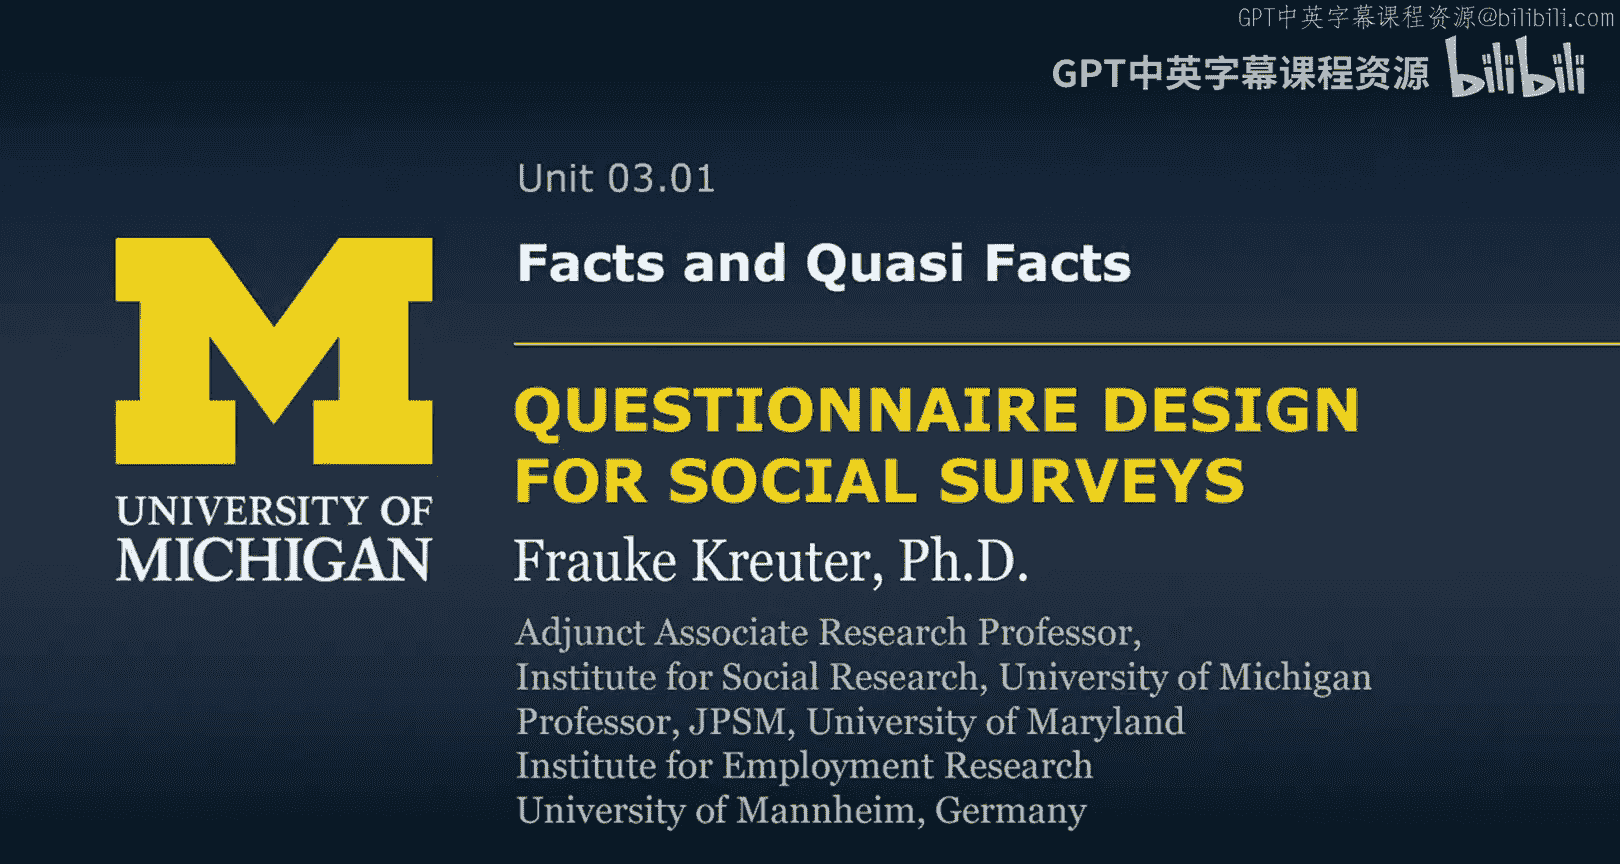 GPT中英字幕课程资源@bilibili.com
GPT中英字幕课程资源 bilibili
Unit 03.01
Facts and Quasi Facts
QUESTIONNAIRE DESIGN
FOR SOCIAL SURVEYS
Frauke Kreuter, Ph.D.
Adjunct Associate Research Professor,
Institute for Social Research, University of Michigan
Professor, JPSM, University of Maryland
Institute for Employment Research
University of Mannheim, Germany
M
UNIVERSITY OF
MICHIGAN